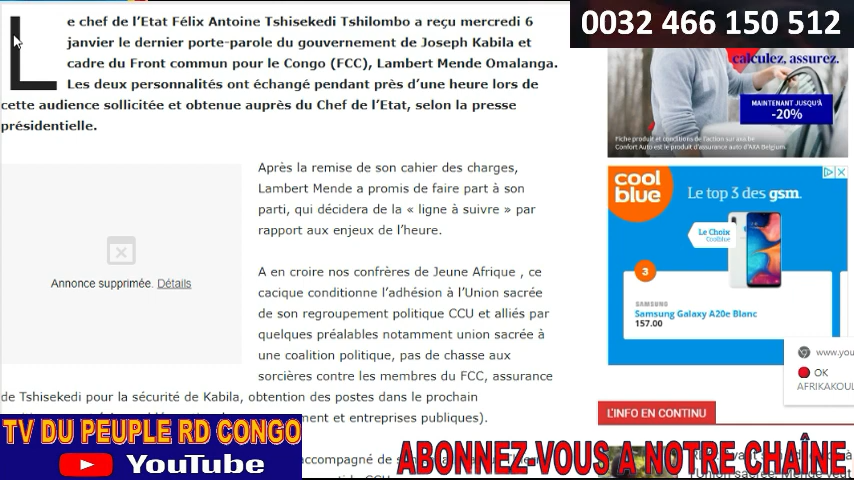 0032 466 150 512
Le chef de l’Etat Félix Antoine Tshisekedi Tshilombo a reçu mercredi 6
janvier le dernier porte-parole du gouvernement de Joseph Kabila et
cadre du Front commun pour le Congo (FCC), Lambert Mende Omalanga.
Les deux personnalités ont échangé pendant près d’une heure lors de
cette audience sollicitée et obtenue auprès du Chef de l’Etat, selon la presse
présidentielle.
Après la remise de son cahier des charges,
Lambert Mende a promis de faire part à son
parti, qui décidera de la « ligne à suivre » par
rapport aux enjeux de l’heure.
Annonce supprimée. Détails
A en croire nos confrères de Jeune Afrique , ce
cacique conditionne l’adhésion à l’Union sacrée
de son regroupement politique CCU et alliés par
quelques préalables notamment union sacrée à
une coalition politique, pas de chasse aux
sorcières contre les membres du FCC, assurance
de Tshisekedi pour la sécurité de Kabila, obtention des postes dans le prochain
et entreprises publiques).
accompagné de
calculez, assurez.
MAINTENANT JUSQU'À
-20%
Fiche produit et conditions de l'action sur axa.be
Confort Auto est le produit d'assurance auto d'AXA Belgium.
cool
blue
Le top 3 des gsm.
Le Choix
Coolblue
3
SAMSUNG
Samsung Galaxy A20e Blanc
157.00
www.you
OK
AFRIKAKOUL
L'INFO EN CONTINU
TV DU PEUPLE RD CONGO
YouTube
ABONNEZ-VOUS A NOTRE CHAÎNE